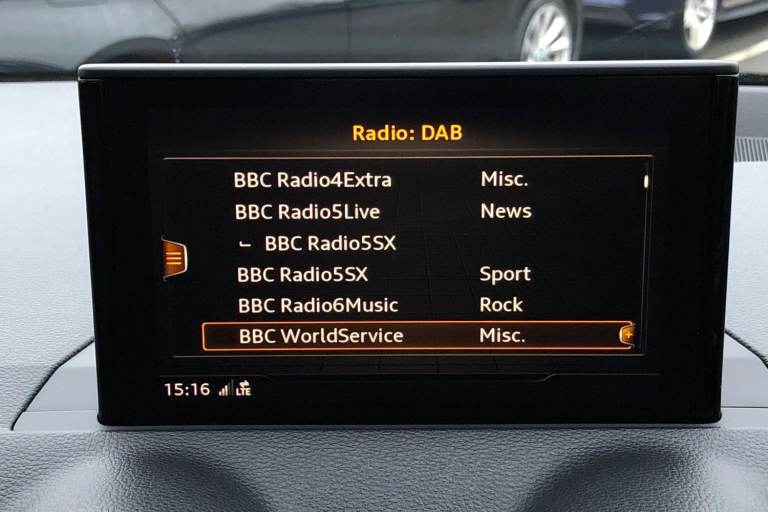 Radio: DAB
BBC Radio4Extra Misc.
BBC Radio5Live News
BBC Radio5SX
BBC Radio5SX Sport
BBC Radio6Music Rock
BBC WorldService Misc.
15:16 LTE